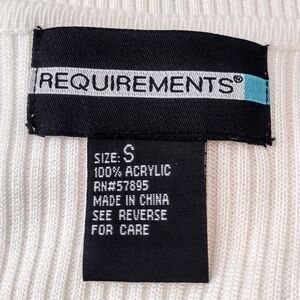 REQUIREMENTS®
SIZE: S
100% ACRYLIC
RN#57895
MADE IN CHINA
SEE REVERSE
FOR CARE